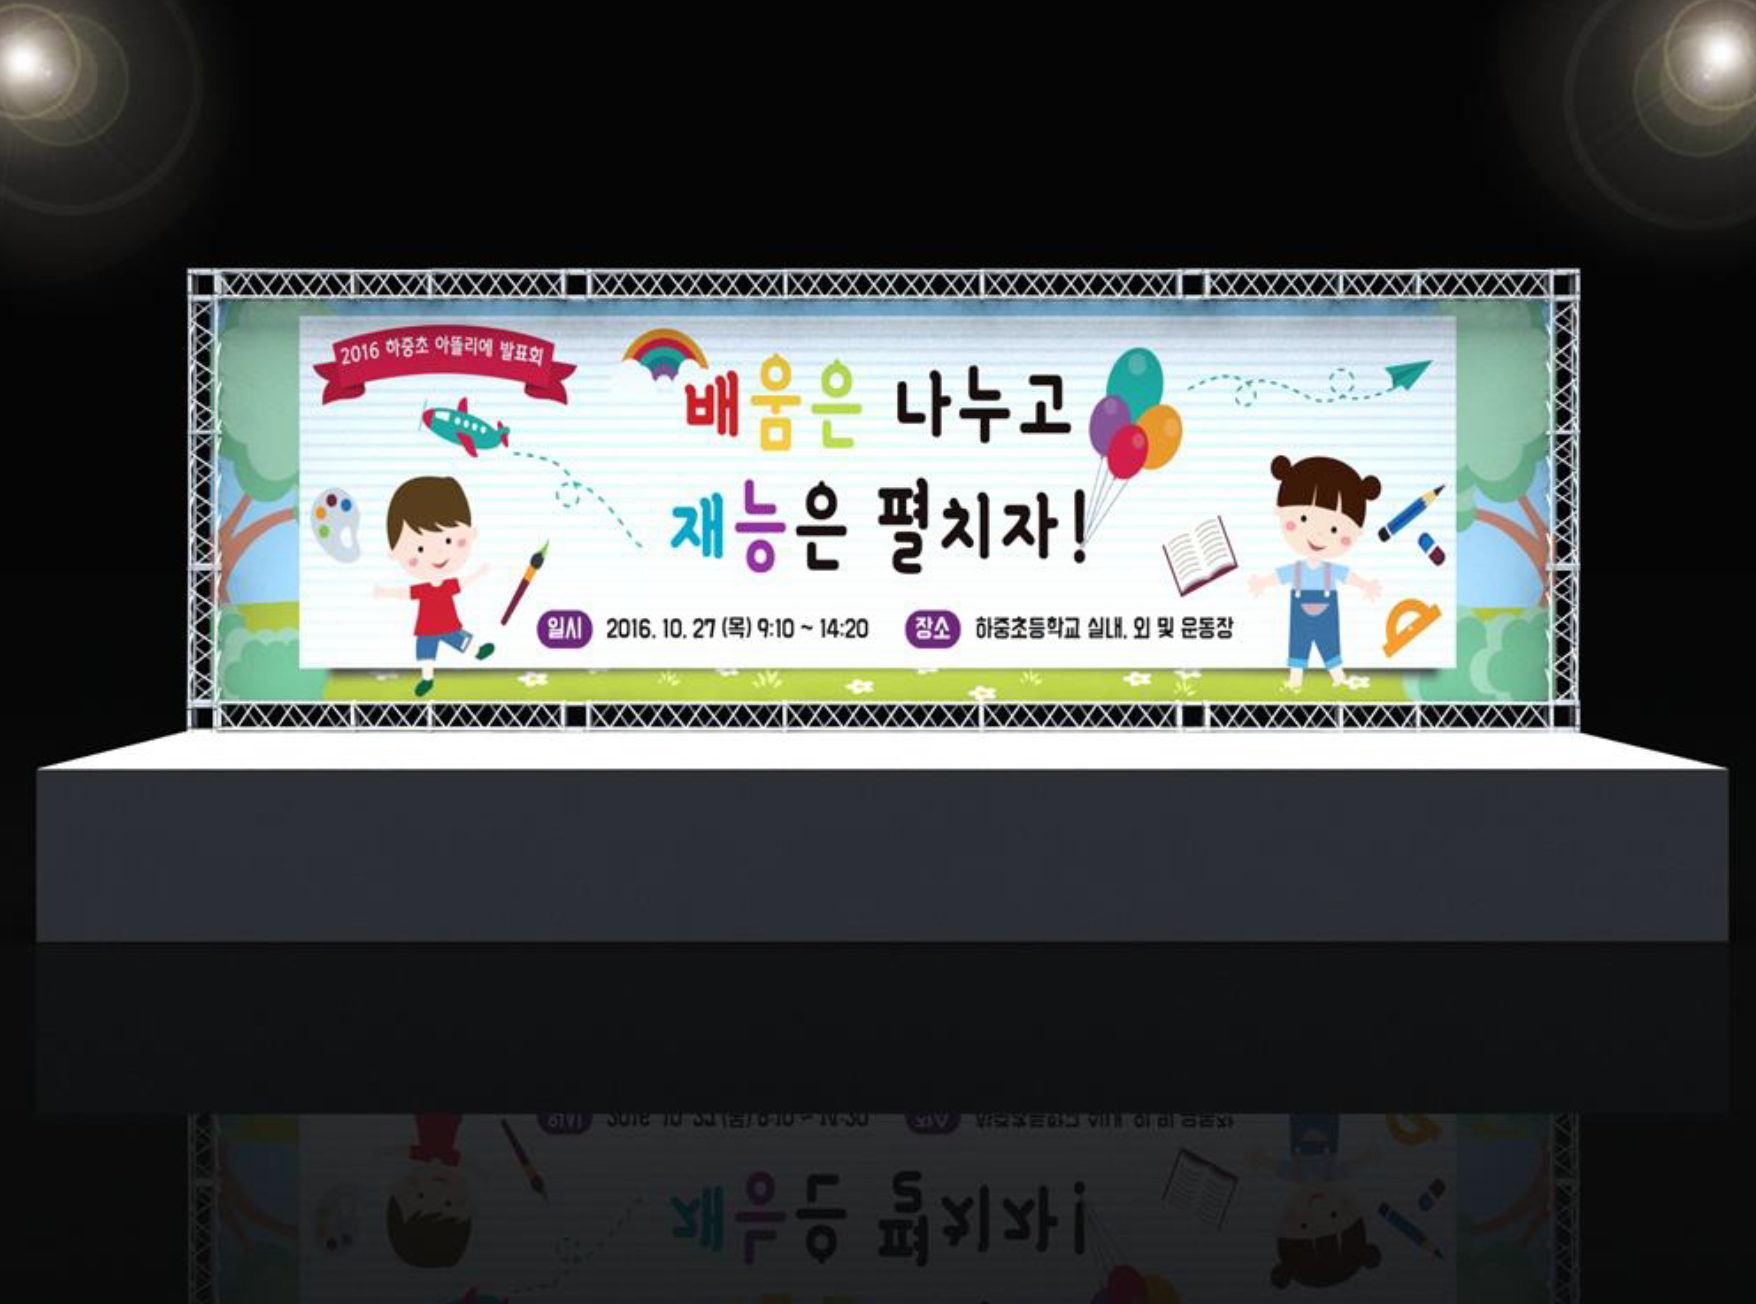 2016 하중초 아뜰리에 발표회
배움은 나누고
재능은 펼치자!
일시 2016. 10. 27 (목) 9:10 ~ 14:20 장소 하중초등학교 실내, 외 및 운동장